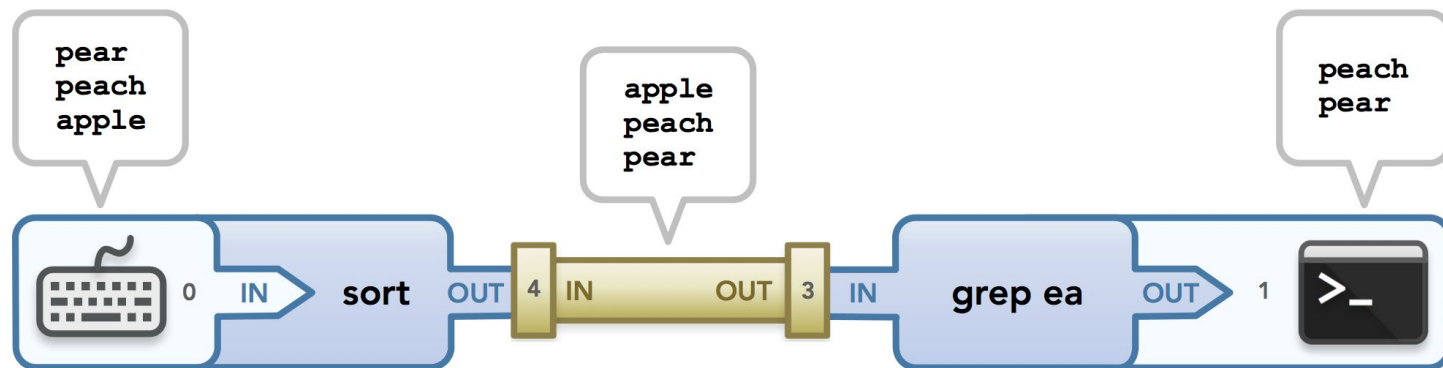 pear
peach
apple
apple
peach
pear
peach
pear
0 IN sort OUT 4 IN OUT 3 IN grep ea OUT 1 >_